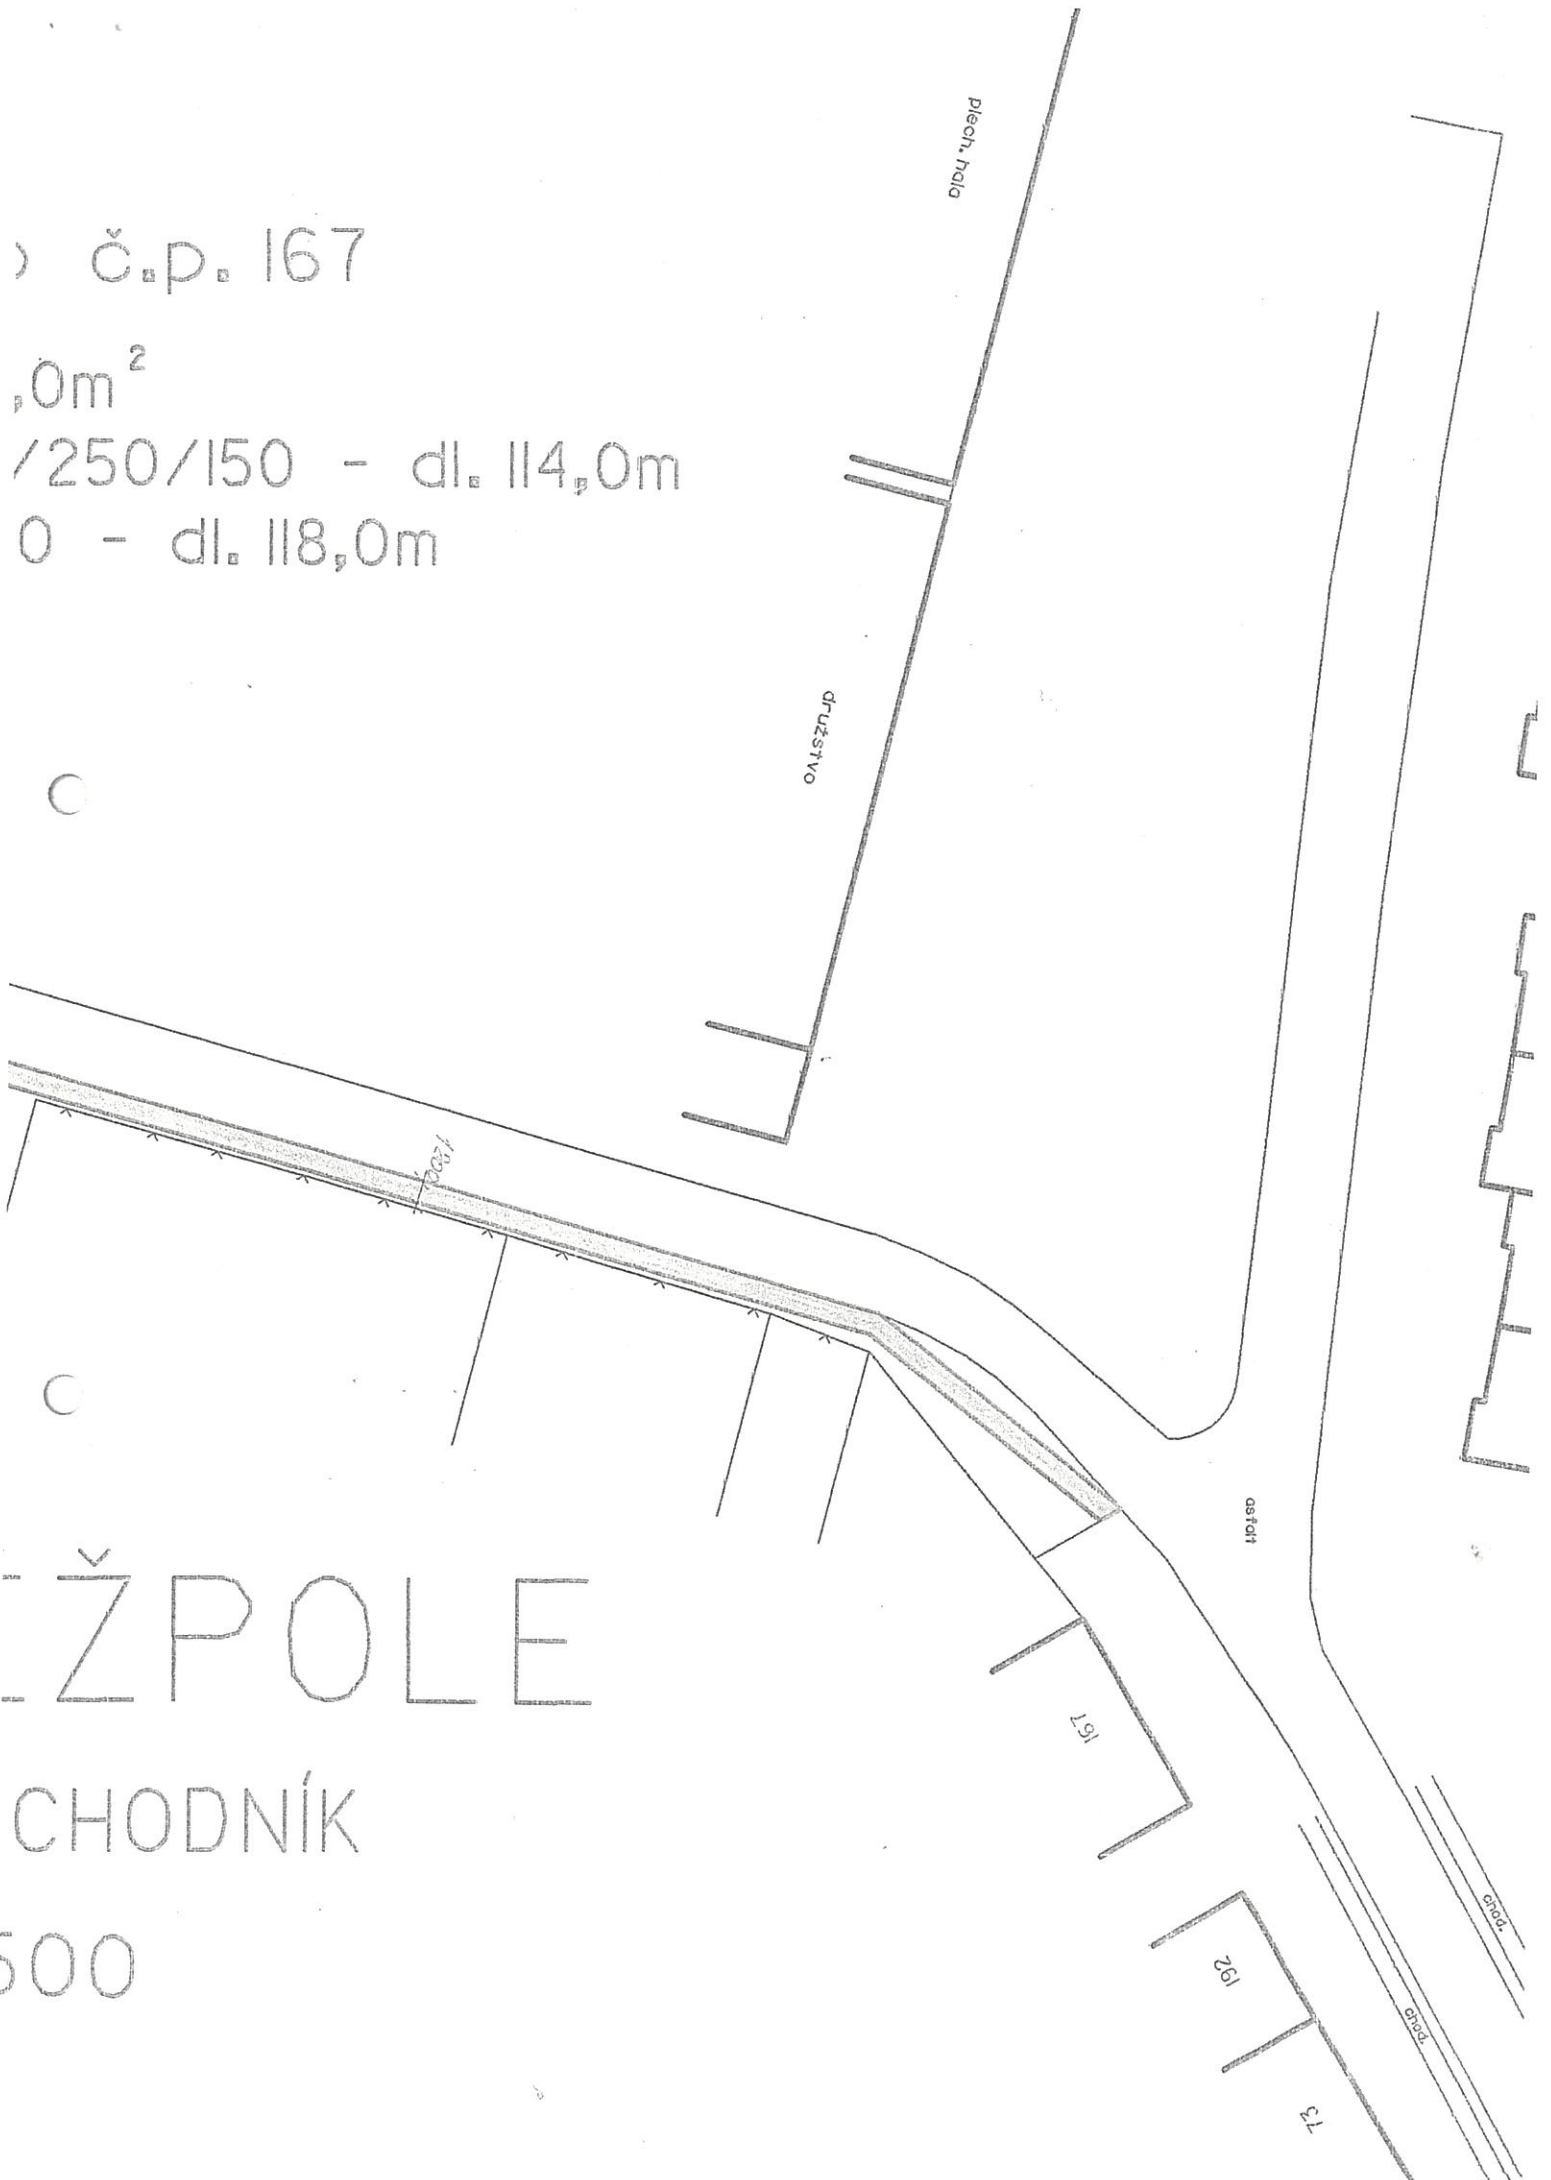 č.p. 167
,0m²
/250/150 - dl. 114,0m
0 - dl. 118,0m
plech. hala
družstvo
asfalt
ŽPOLE
CHODNÍK
500
167
192
73
chod.
chod.